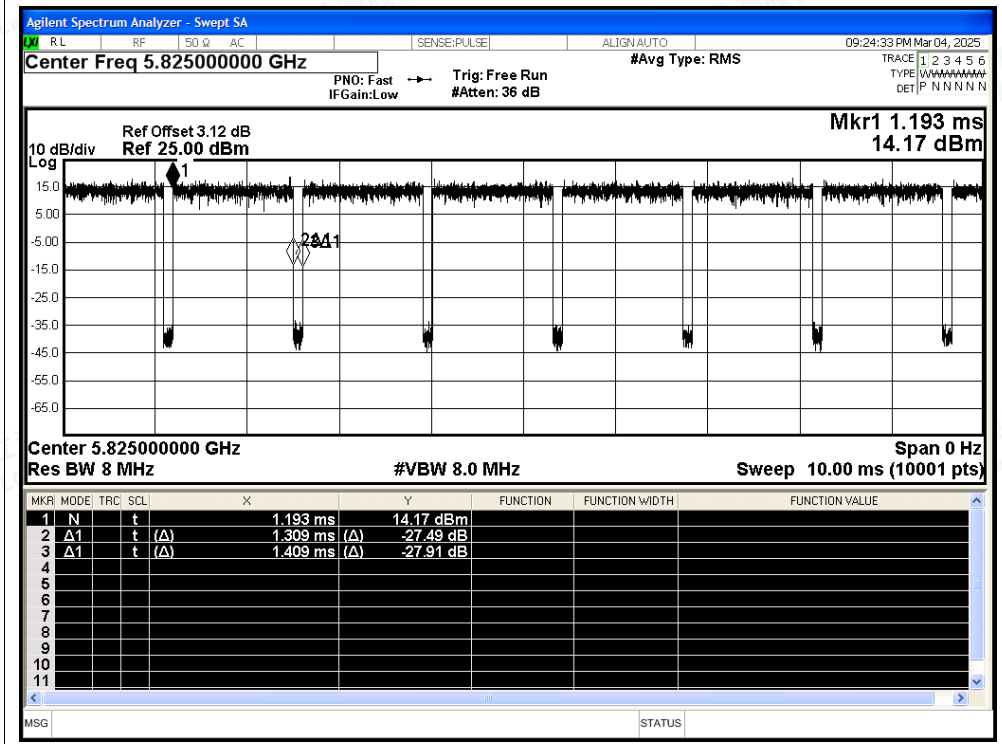 Agilent Spectrum Analyzer - Swept SA
LXI RL RF 50 Ω AC SENSE:PULSE ALIGNAUTO 09:24:33 PM Mar 04, 2025
Center Freq 5.825000000 GHz #Avg Type: RMS TRACE 1 2 3 4 5 6
PNO: Fast Trig: Free Run TYPE
IFGain:Low #Atten: 36 dB DET P N N N N N
Mkr1 1.193 ms
Ref Offset 3.12 dB
10 dB/div Ref 25.00 dBm 14.17 dBm
Log
1
15.0
5.00
-5.00
-15.0
-25.0
-35.0
-45.0
-55.0
-65.0
Center 5.825000000 GHz Span 0 Hz
Res BW 8 MHz #VBW 8.0 MHz Sweep 10.00 ms (10001 pts)
MKR MODE TRC SCL X Y FUNCTION FUNCTION WIDTH FUNCTION VALUE
1 N t 1.193 ms 14.17 dBm
2 Δ1 t (Δ) 1.309 ms (Δ) -27.49 dB
3 Δ1 t (Δ) 1.409 ms (Δ) -27.91 dB
4
5
6
7
8
9
10
11
MSG STATUS